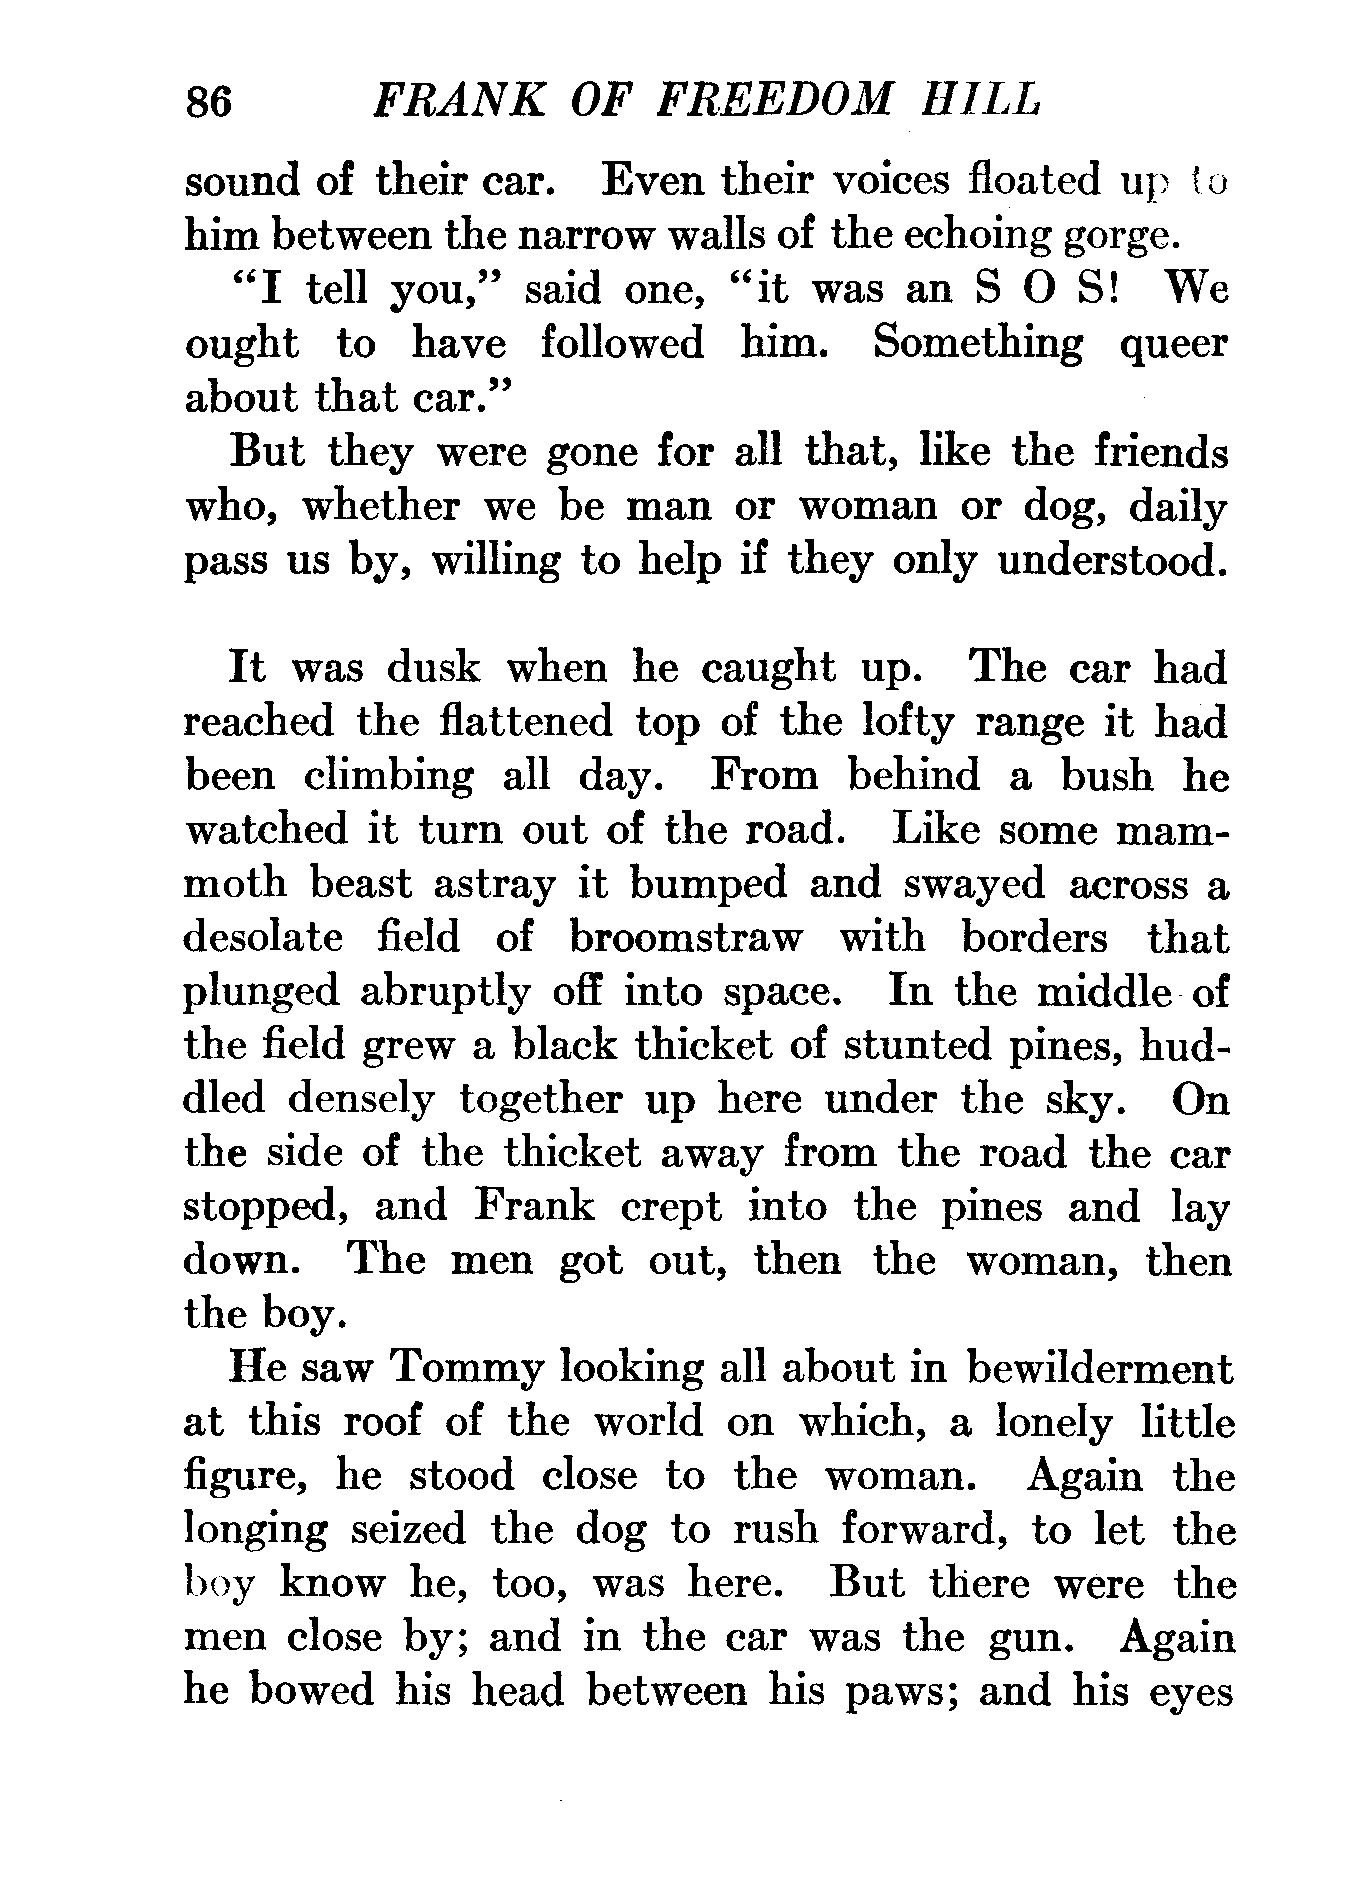 86 FRANK OF FREEDOM HILL
sound of their car. Even their voices floated up to
him between the narrow walls of the echoing gorge.
“I tell you,” said one, “it was an S O S! We
ought to have followed him. Something queer
about that car.”
But they were gone for all that, like the friends
who, whether we be man or woman or dog, daily
pass us by, willing to help if they only understood.
It was dusk when he caught up. The car had
reached the flattened top of the lofty range it had
been climbing all day. From behind a bush he
watched it turn out of the road. Like some mam-
moth beast astray it bumped and swayed across a
desolate field of broomstraw with borders that
plunged abruptly off into space. In the middle of
the field grew a black thicket of stunted pines, hud-
dled densely together up here under the sky. On
the side of the thicket away from the road the car
stopped, and Frank crept into the pines and lay
down. The men got out, then the woman, then
the boy.
He saw Tommy looking all about in bewilderment
at this roof of the world on which, a lonely little
figure, he stood close to the woman. Again the
longing seized the dog to rush forward, to let the
boy know he, too, was here. But there were the
men close by; and in the car was the gun. Again
he bowed his head between his paws; and his eyes